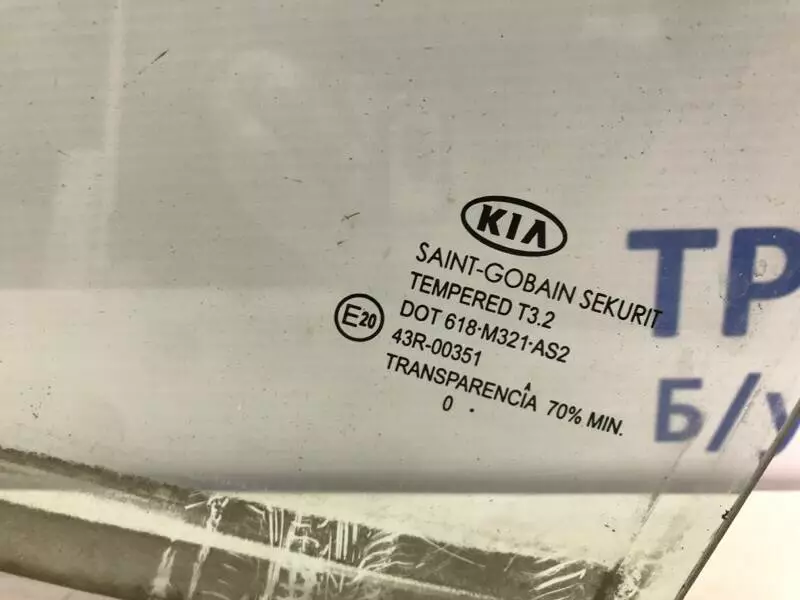 KIA
SAINT-GOBAIN SEKURIT
TEMPERED T3.2
DOT 618·M321·AS2
E20
43R-00351
TRANSPARENCIA 70% MIN.
0 .
ТР
Б/у